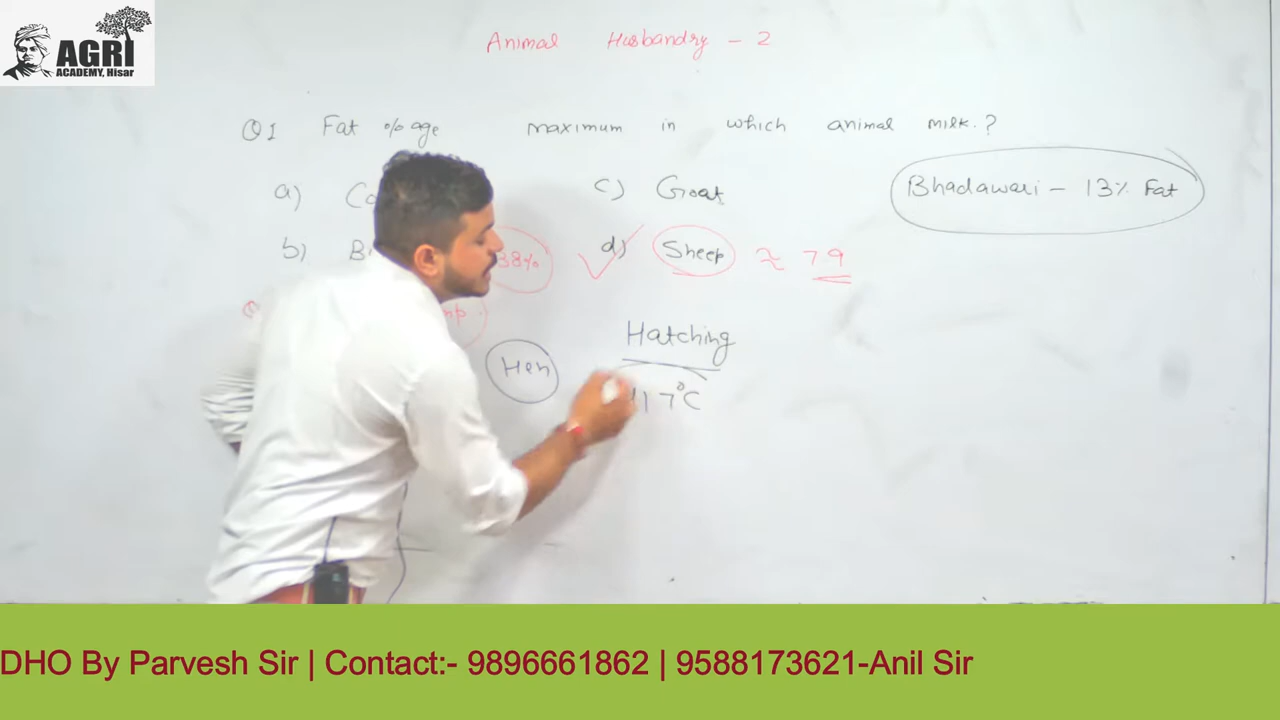 AGRI
ACADEMY, Hisar
Animal Husbandry - 2
Q1 Fat %age maximum in which animal milk.?
a) c) Goat
Bhadawari - 13% Fat
b) 38% d) Sheep ≈ 79
Hatching
Hen
117°C
DHO By Parvesh Sir | Contact:- 9896661862 | 9588173621-Anil Sir